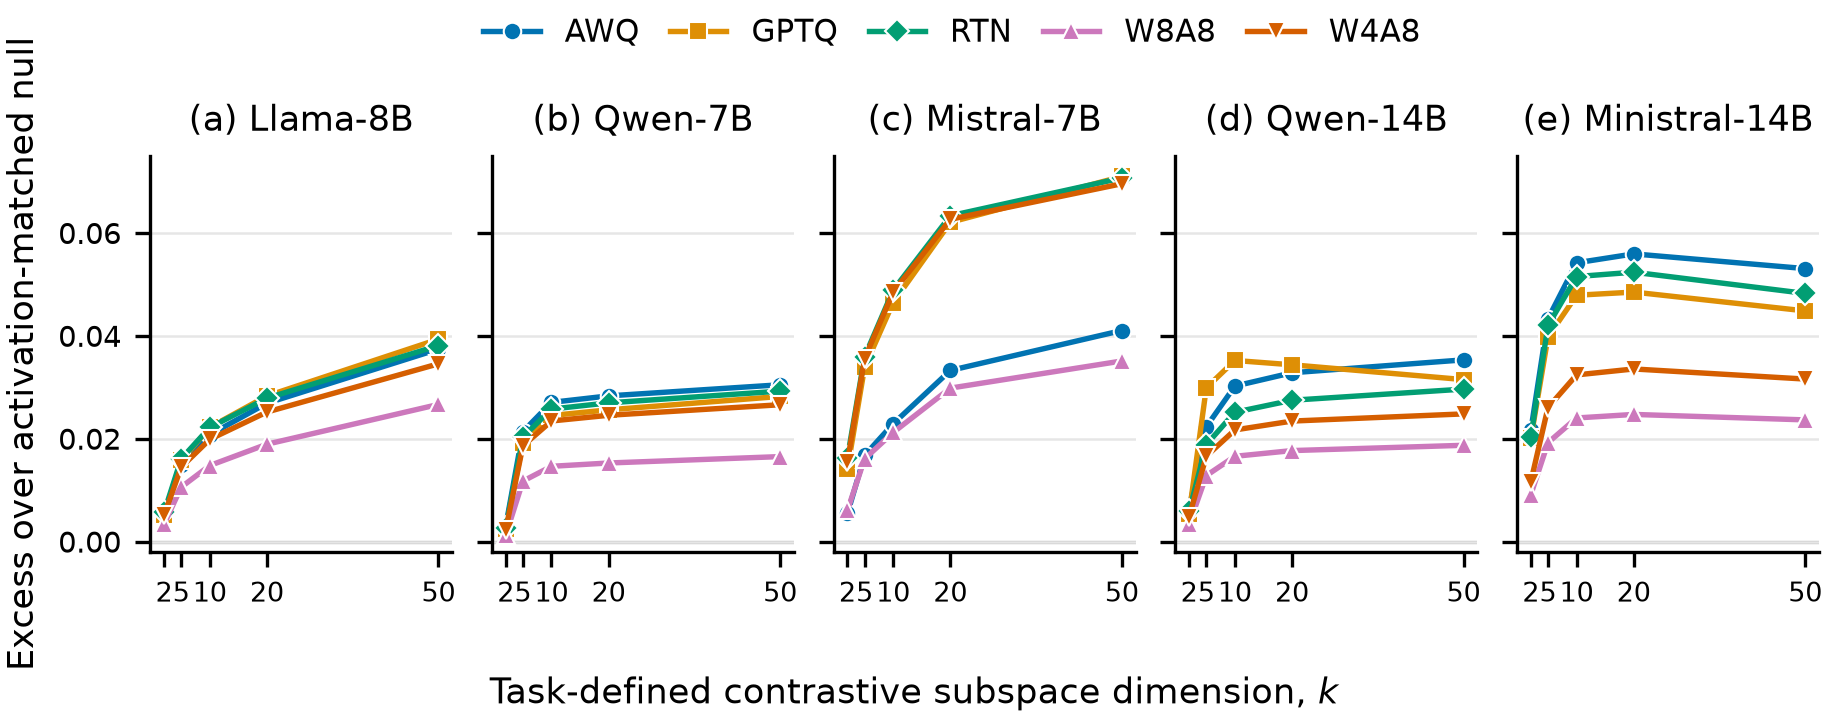 AWQ GPTQ RTN W8A8 W4A8
Excess over activation-matched null
(a) Llama-8B (b) Qwen-7B (c) Mistral-7B (d) Qwen-14B (e) Ministral-14B
0.06
0.04
0.02
0.00
2 5 10 20 50 2 5 10 20 50 2 5 10 20 50 2 5 10 20 50 2 5 10 20 50
Task-defined contrastive subspace dimension, k